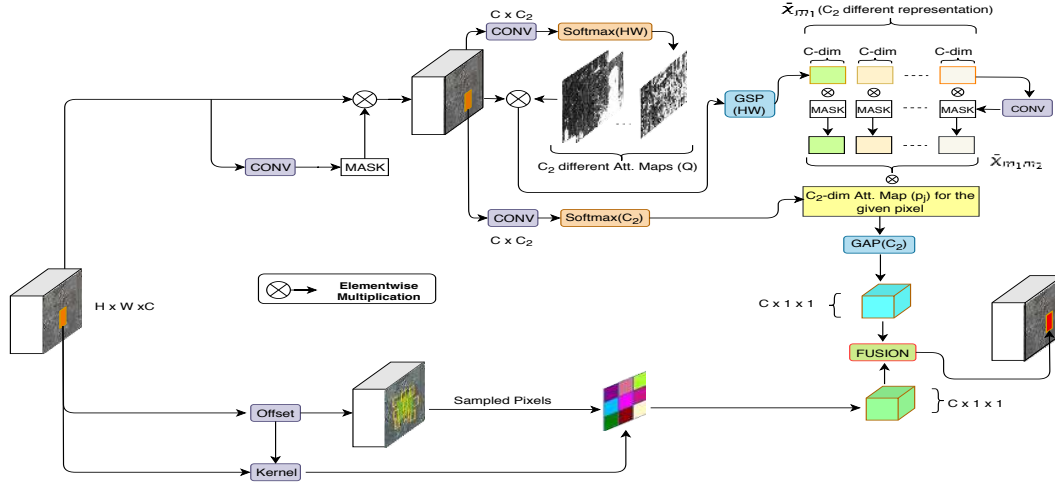 x̄m₁ (C₂ different representation)
C x C₂
CONV
Softmax(HW)
C-dim
C-dim
C-dim
GSP
(HW)
MASK
MASK
MASK
CONV
CONV
MASK
C₂ different Att. Maps (Q)
x̄m₁m₂
CONV
Softmax(C₂)
C x C₂
C₂-dim Att. Map (pⱼ) for the
given pixel
GAP(C₂)
H x W xC
Elementwise
Multiplication
C x 1 x 1
FUSION
Offset
Sampled Pixels
C x 1 x 1
Kernel